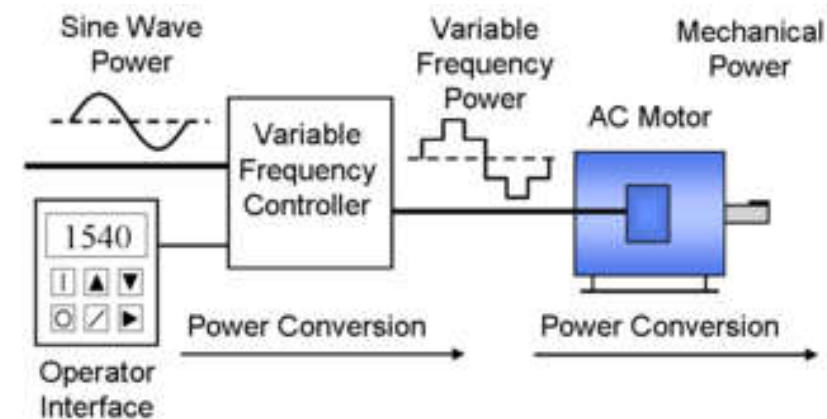 Sine Wave
Power
Variable
Frequency
Power
Mechanical
Power
AC Motor
Variable
Frequency
Controller
1540
Power Conversion
Power Conversion
Operator
Interface